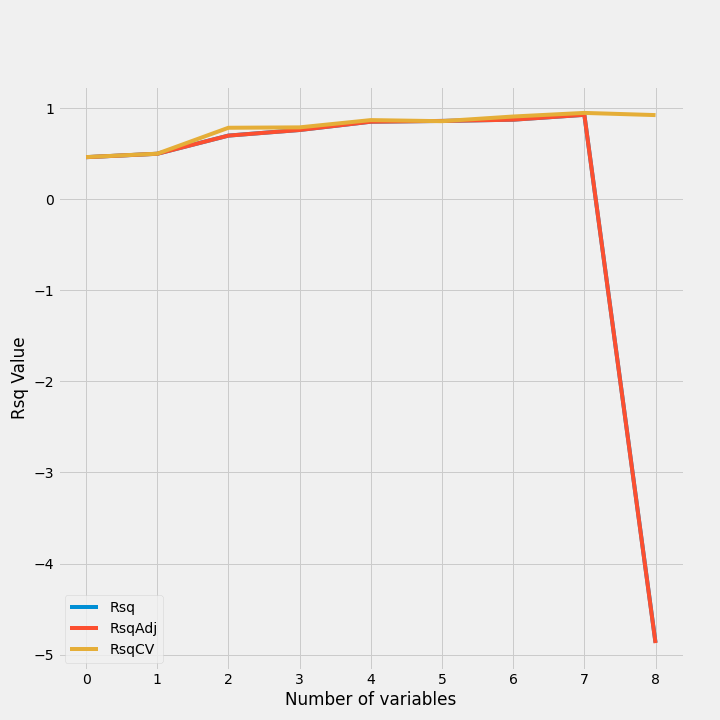 1
0
−1
−2
−3
−4
−5
Rsq Value
Rsq
RsqAdj
RsqCV
0 1 2 3 4 5 6 7 8
Number of variables